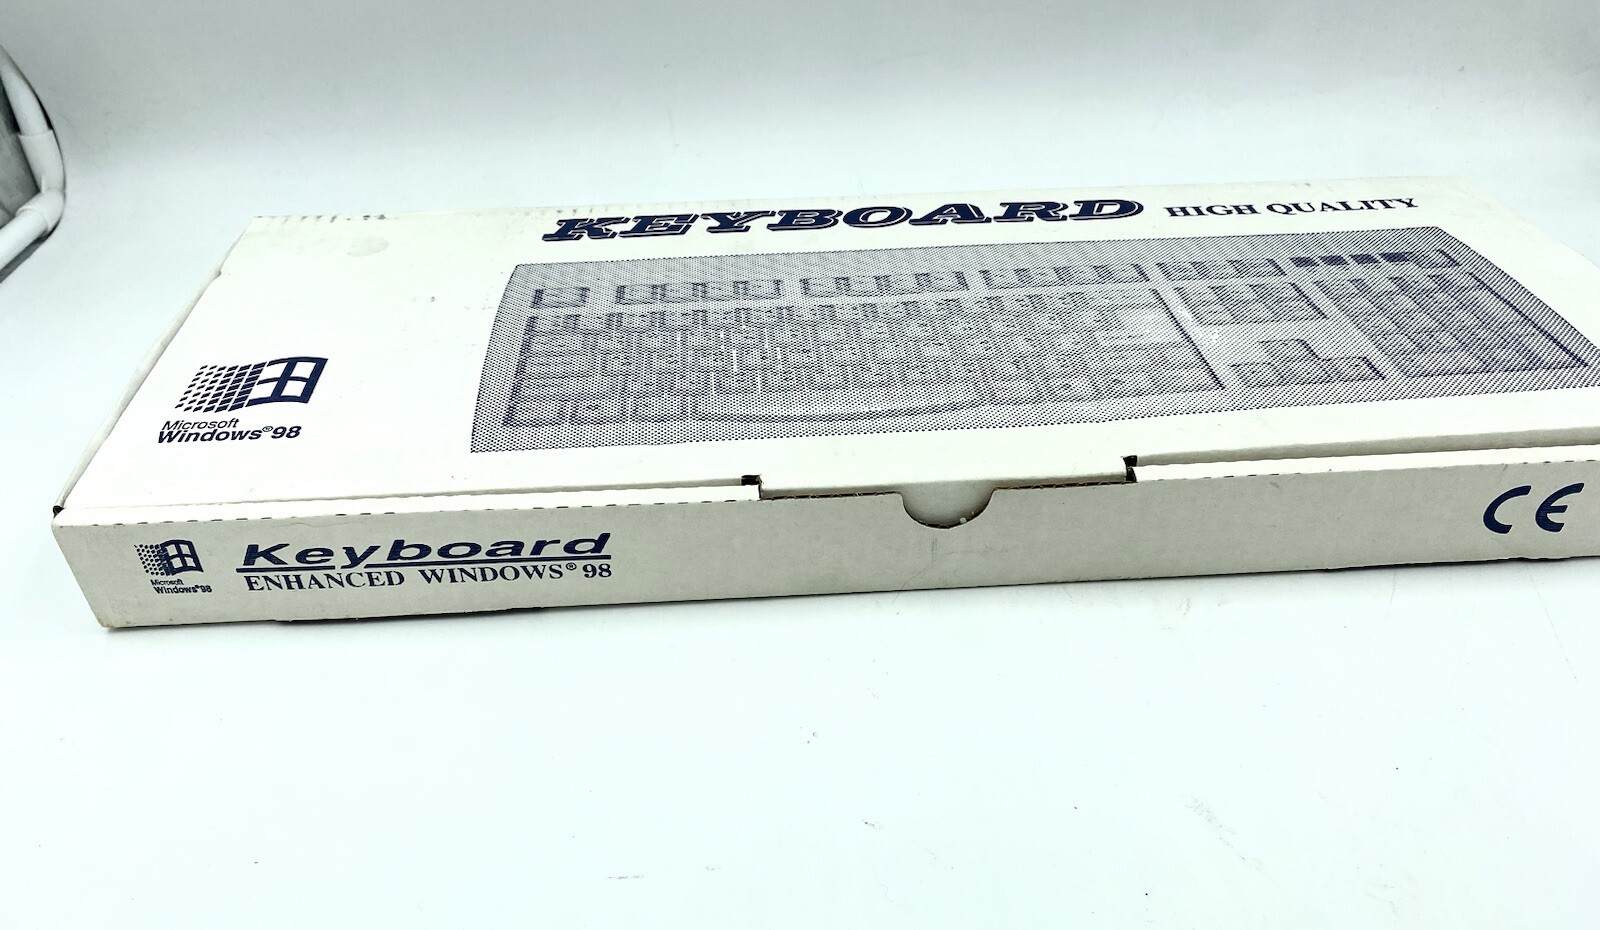 KEYBOARD HIGH QUALITY
Microsoft
Windows®98
Microsoft
Windows®98
Keyboard
ENHANCED WINDOWS® 98
CE